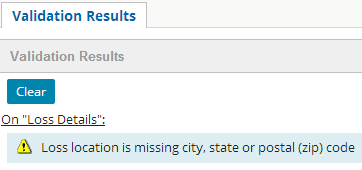 Validation Results
Validation Results
Clear
On "Loss Details":
Loss location is missing city, state or postal (zip) code